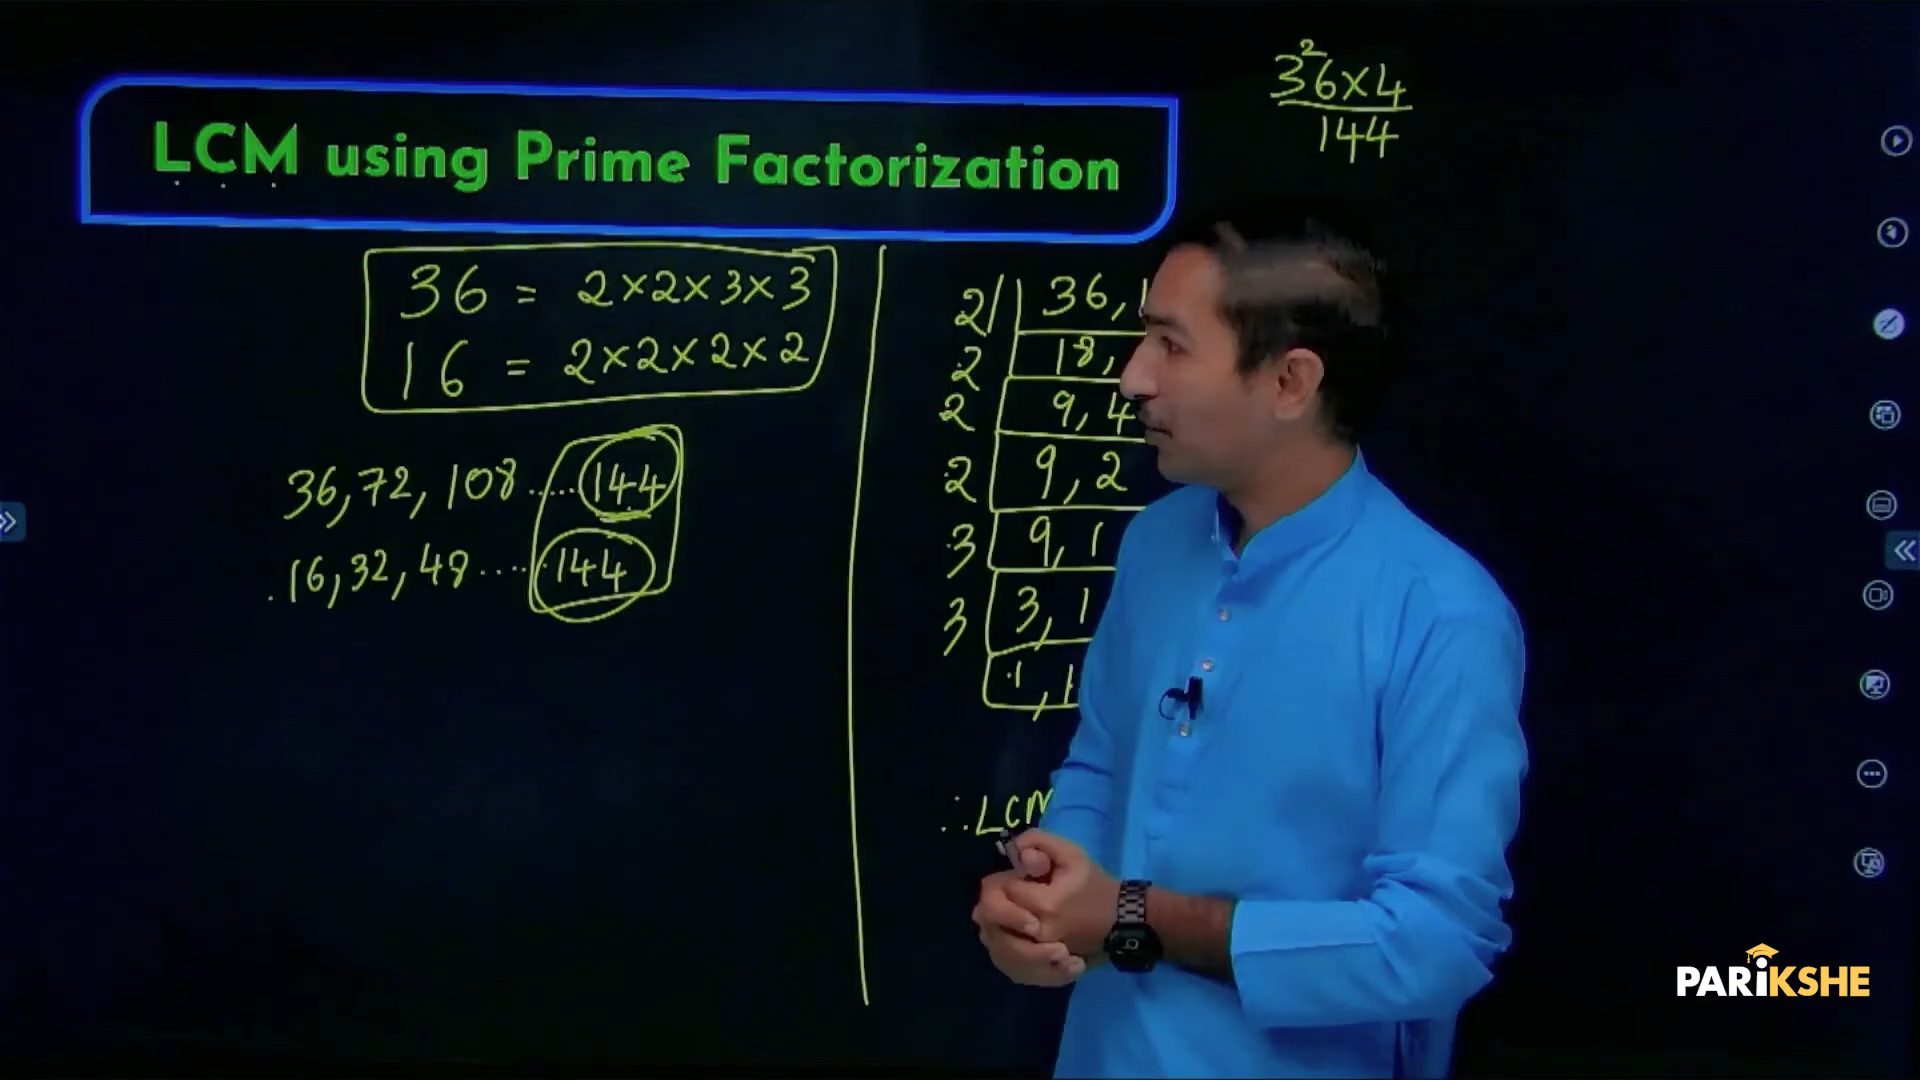 LCM using Prime Factorization
36 = 2×2×3×3
16 = 2×2×2×2
36,72,108.....144
.16,32,48.....144
2
36×4
144
2 36,
2 18,
2 9,4
2 9,2
3 9,1
3 3,1
1,1
∴LCM
PARiKSHE